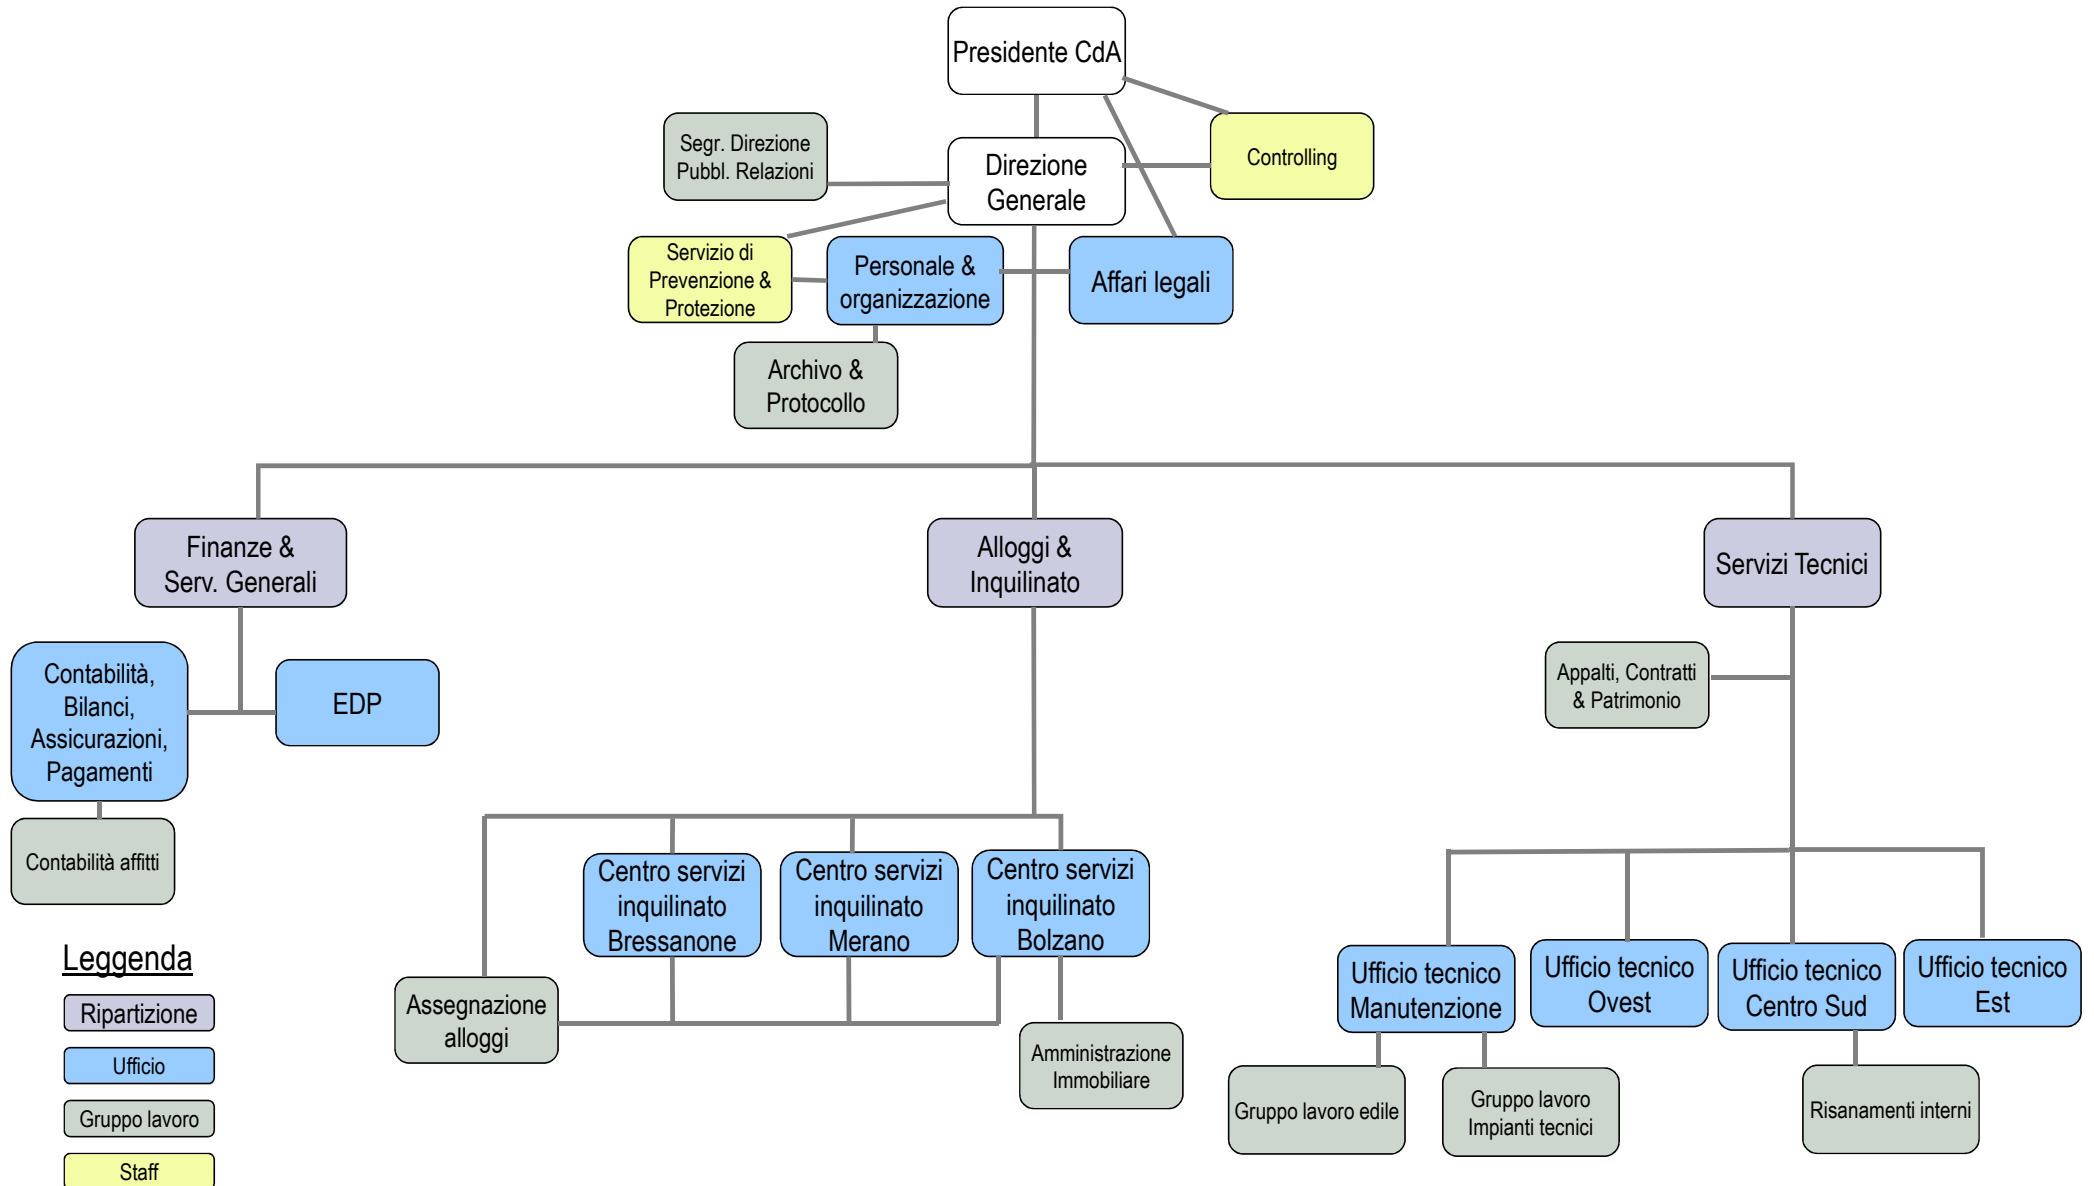 Presidente CdA
Segr. Direzione
Pubbl. Relazioni
Direzione
Generale
Controlling
Servizio di
Prevenzione &
Protezione
Personale &
organizzazione
Affari legali
Archivo &
Protocollo
Finanze &
Serv. Generali
Alloggi &
Inquilinato
Servizi Tecnici
Contabilità,
Bilanci,
Assicurazioni,
Pagamenti
EDP
Appalti, Contratti
& Patrimonio
Contabilità affitti
Centro servizi
inquilinato
Bressanone
Centro servizi
inquilinato
Merano
Centro servizi
inquilinato
Bolzano
Assegnazione
alloggi
Amministrazione
Immobiliare
Ufficio tecnico
Manutenzione
Ufficio tecnico
Ovest
Ufficio tecnico
Centro Sud
Ufficio tecnico
Est
Gruppo lavoro edile
Gruppo lavoro
Impianti tecnici
Risanamenti interni
Leggenda
Ripartizione
Ufficio
Gruppo lavoro
Staff